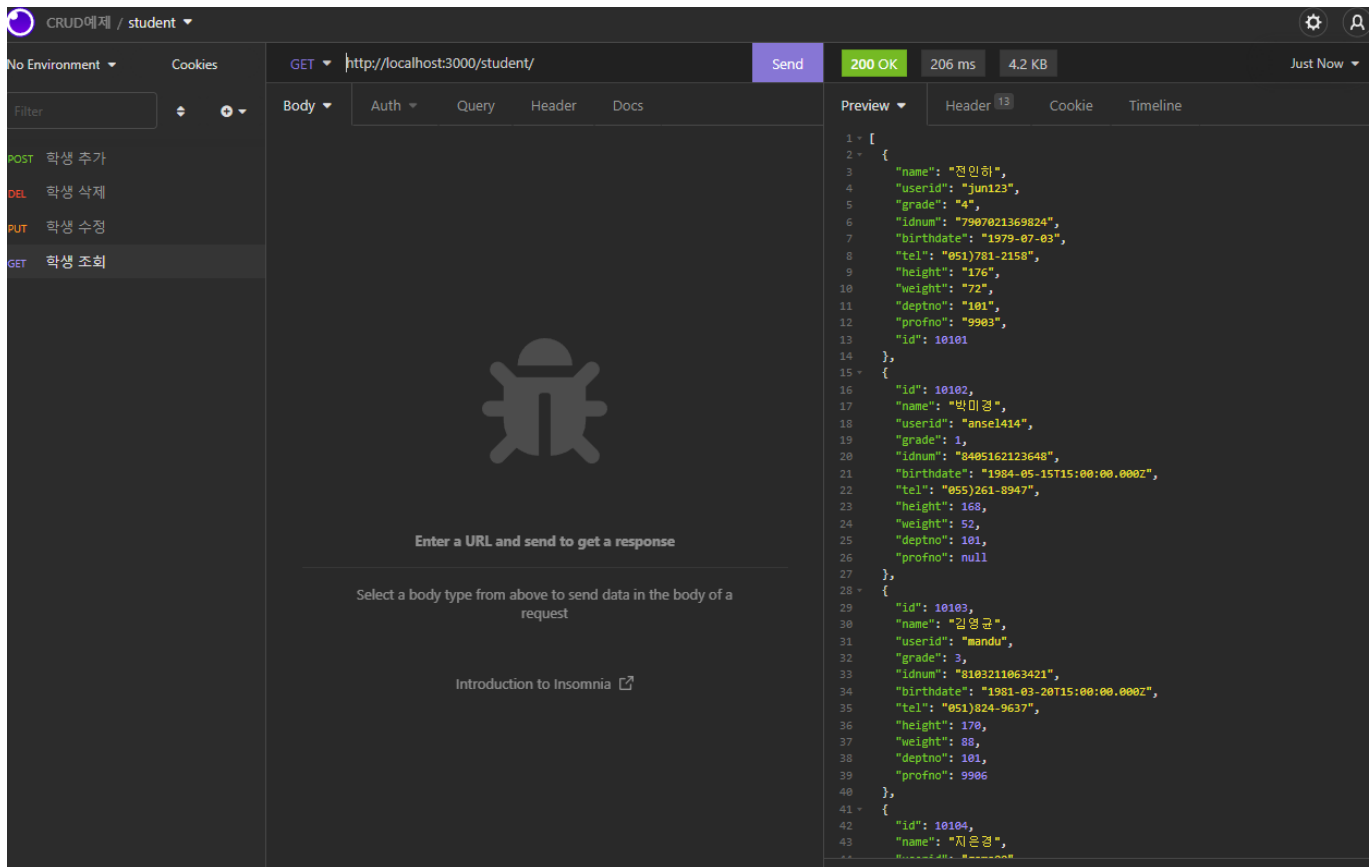 CRUD예제 / student
No Environment
Cookies
GET http://localhost:3000/student/
Send
200 OK
206 ms
4.2 KB
Just Now
Filter
Body
Auth
Query
Header
Docs
Preview
Header 13
Cookie
Timeline
POST 학생 추가
DEL 학생 삭제
PUT 학생 수정
GET 학생 조회
Enter a URL and send to get a response
Select a body type from above to send data in the body of a
request
Introduction to Insomnia
1 [
2 {
3 "name": "전인하",
4 "userid": "jun123",
5 "grade": "4",
6 "idnum": "7907021369824",
7 "birthdate": "1979-07-03",
8 "tel": "051)781-2158",
9 "height": "176",
10 "weight": "72",
11 "deptno": "101",
12 "profno": "9903",
13 "id": 10101
14 },
15 {
16 "id": 10102,
17 "name": "박미경",
18 "userid": "ansel414",
19 "grade": 1,
20 "idnum": "8405162123648",
21 "birthdate": "1984-05-15T15:00:00.000Z",
22 "tel": "055)261-8947",
23 "height": 168,
24 "weight": 52,
25 "deptno": 101,
26 "profno": null
27 },
28 {
29 "id": 10103,
30 "name": "김영균",
31 "userid": "mandu",
32 "grade": 3,
33 "idnum": "8103211063421",
34 "birthdate": "1981-03-20T15:00:00.000Z",
35 "tel": "051)824-9637",
36 "height": 170,
37 "weight": 88,
38 "deptno": 101,
39 "profno": 9906
40 },
41 {
42 "id": 10104,
43 "name": "지은경",